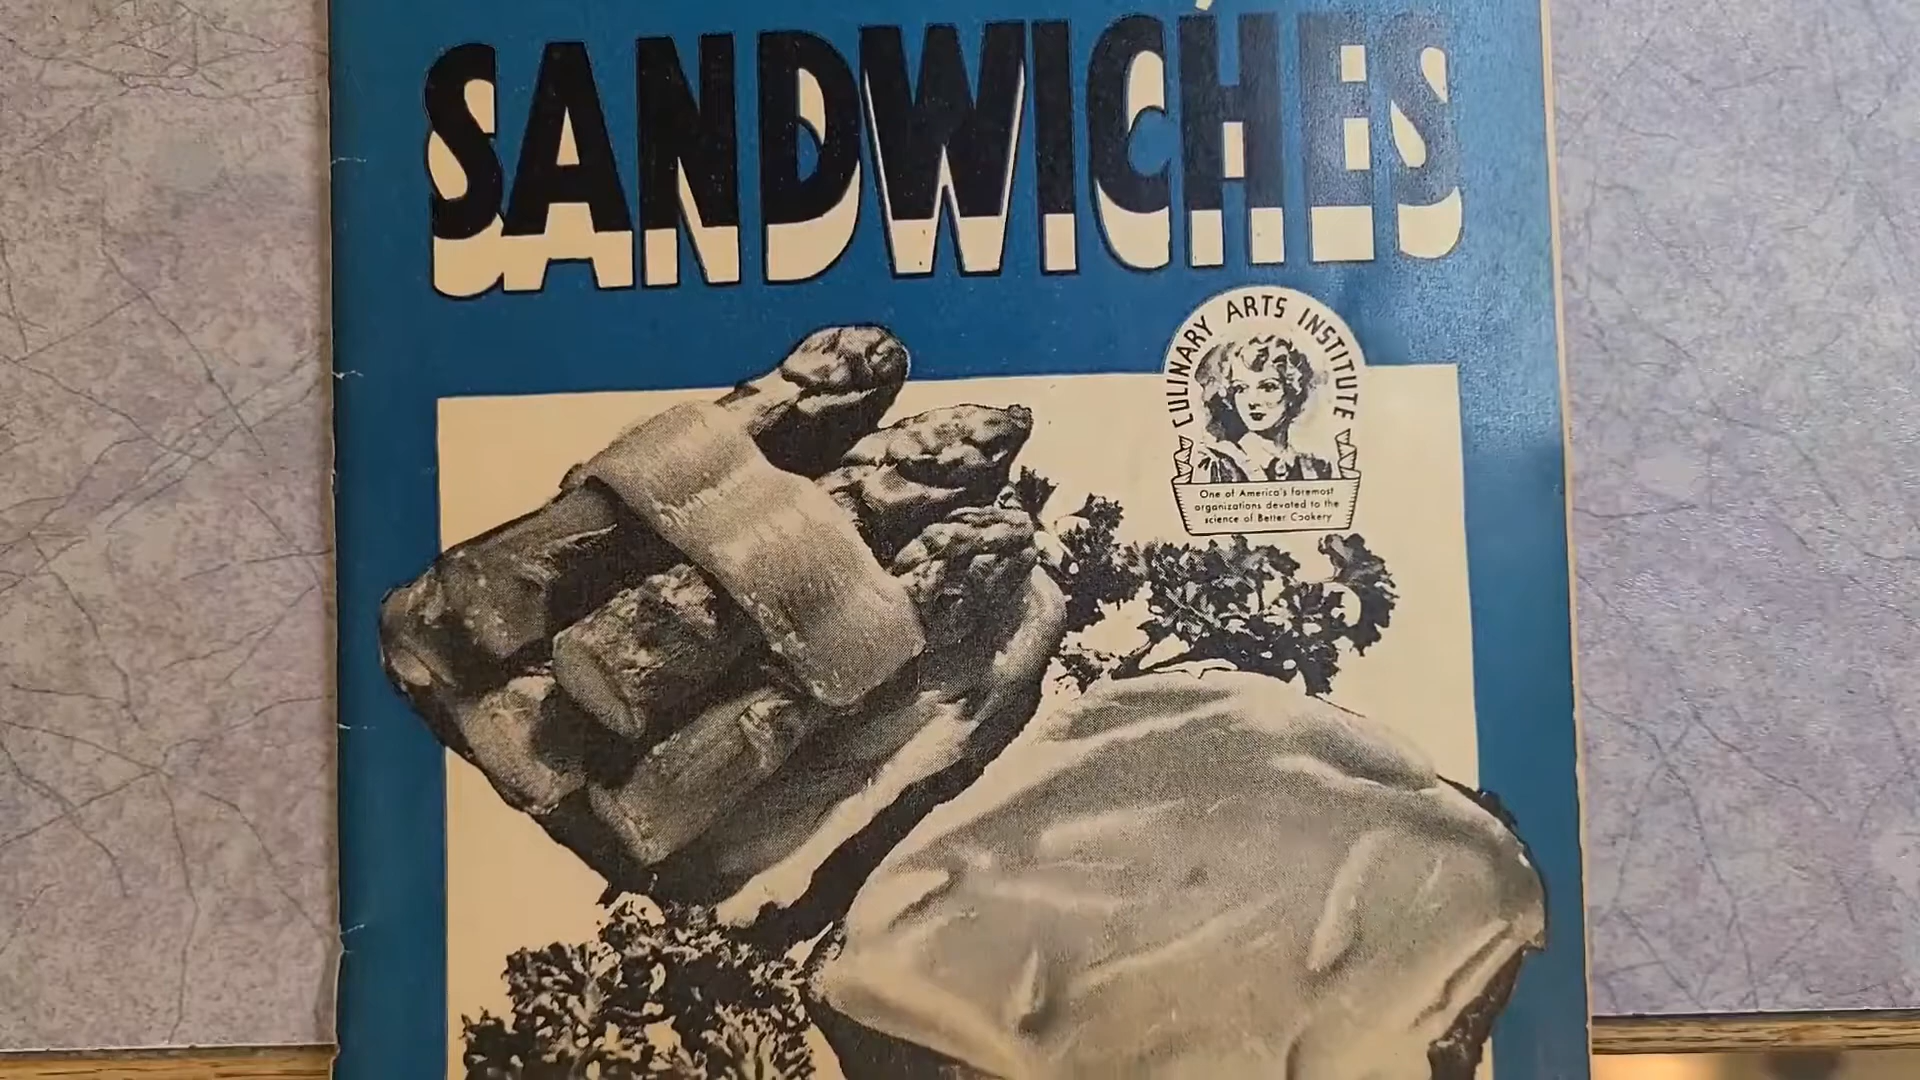 SANDWICHES
CULINARY ARTS INSTITUTE
One of America's foremost
organizations devoted to the
science of Better Cookery